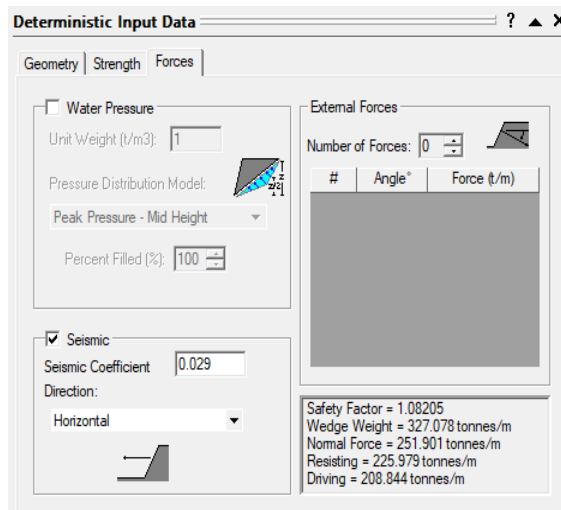 Deterministic Input Data ? ▲ X
Geometry Strength Forces
Water Pressure
Unit Weight (t/m3): 1
Pressure Distribution Model: z z/2
Peak Pressure - Mid Height
Percent Filled (%): 100
Seismic
Seismic Coefficient 0.029
Direction:
Horizontal
External Forces
Number of Forces: 0
# Angle° Force (t/m)
Safety Factor = 1.08205
Wedge Weight = 327.078 tonnes/m
Normal Force = 251.901 tonnes/m
Resisting = 225.979 tonnes/m
Driving = 208.844 tonnes/m